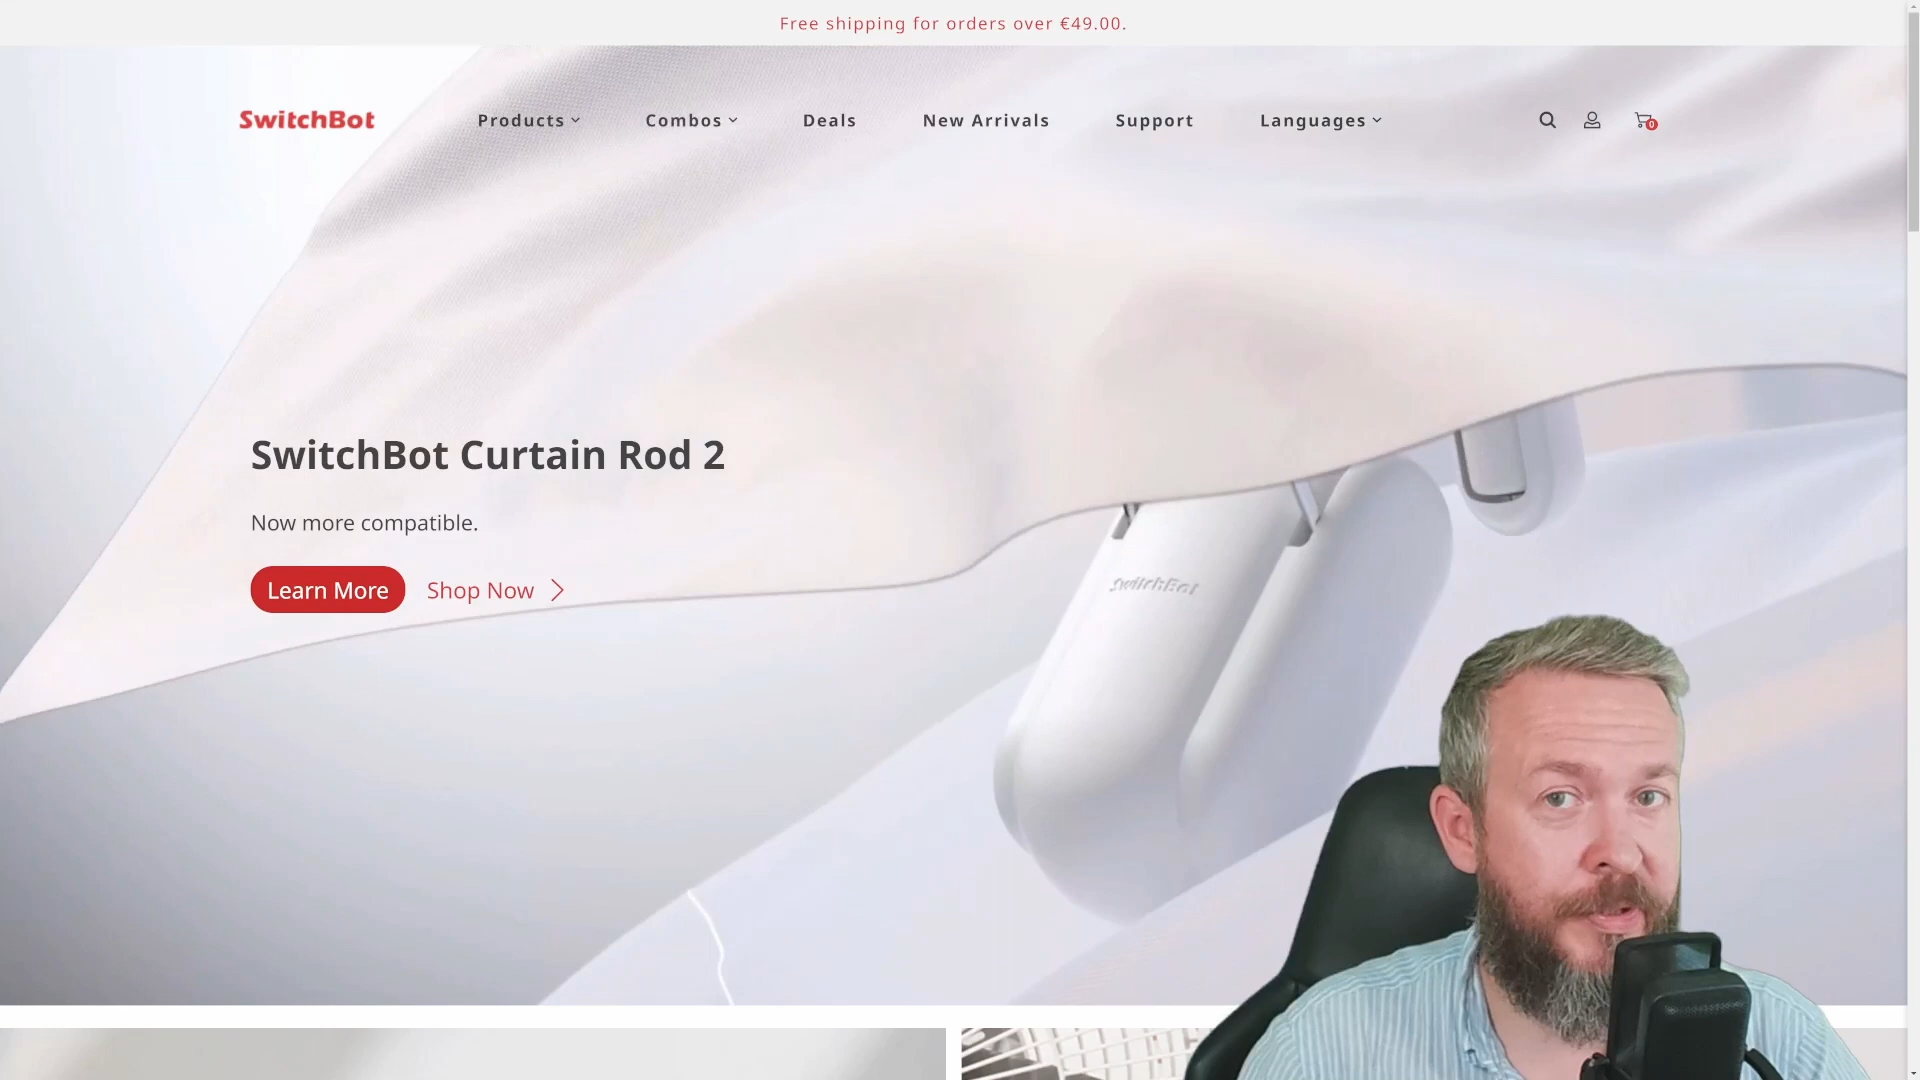 Free shipping for orders over €49.00.
SwitchBot
Products
Combos
Deals
New Arrivals
Support
Languages
0
SwitchBot Curtain Rod 2
Now more compatible.
Learn More
Shop Now
SwitchBot